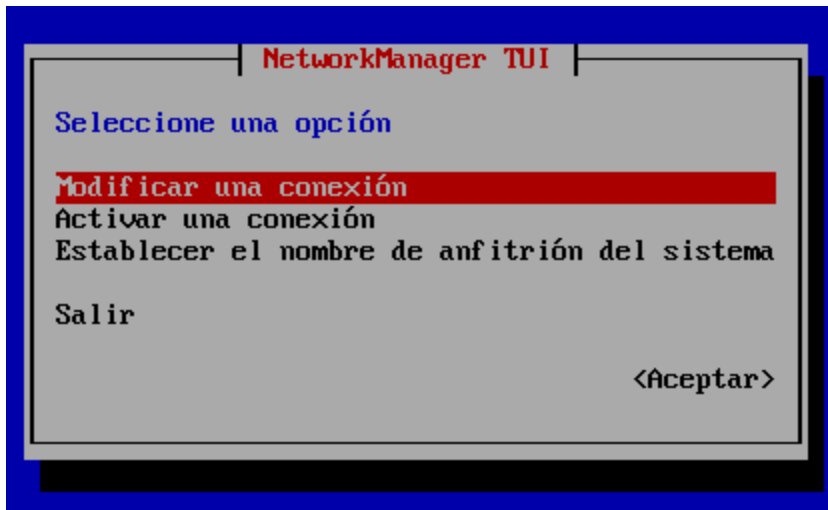 NetworkManager TUI
Seleccione una opción
Modificar una conexión
Activar una conexión
Establecer el nombre de anfitrión del sistema
Salir
<Aceptar>